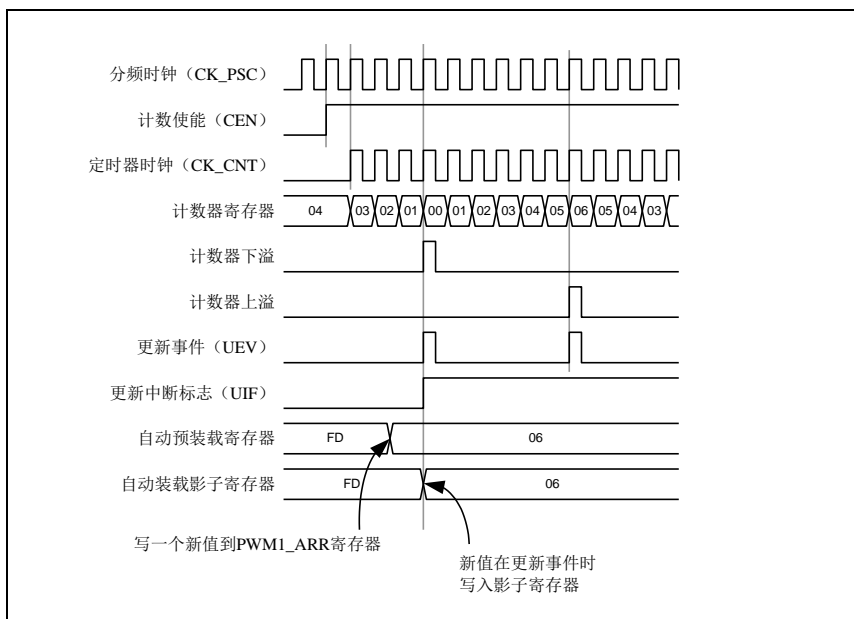 分频时钟（CK_PSC）
计数使能（CEN）
定时器时钟（CK_CNT）
计数器寄存器 04 03 02 01 00 01 02 03 04 05 06 05 04 03
计数器下溢
计数器上溢
更新事件（UEV）
更新中断标志（UIF）
自动预装载寄存器 FD 06
自动装载影子寄存器 FD 06
写一个新值到PWM1_ARR寄存器
新值在更新事件时
写入影子寄存器